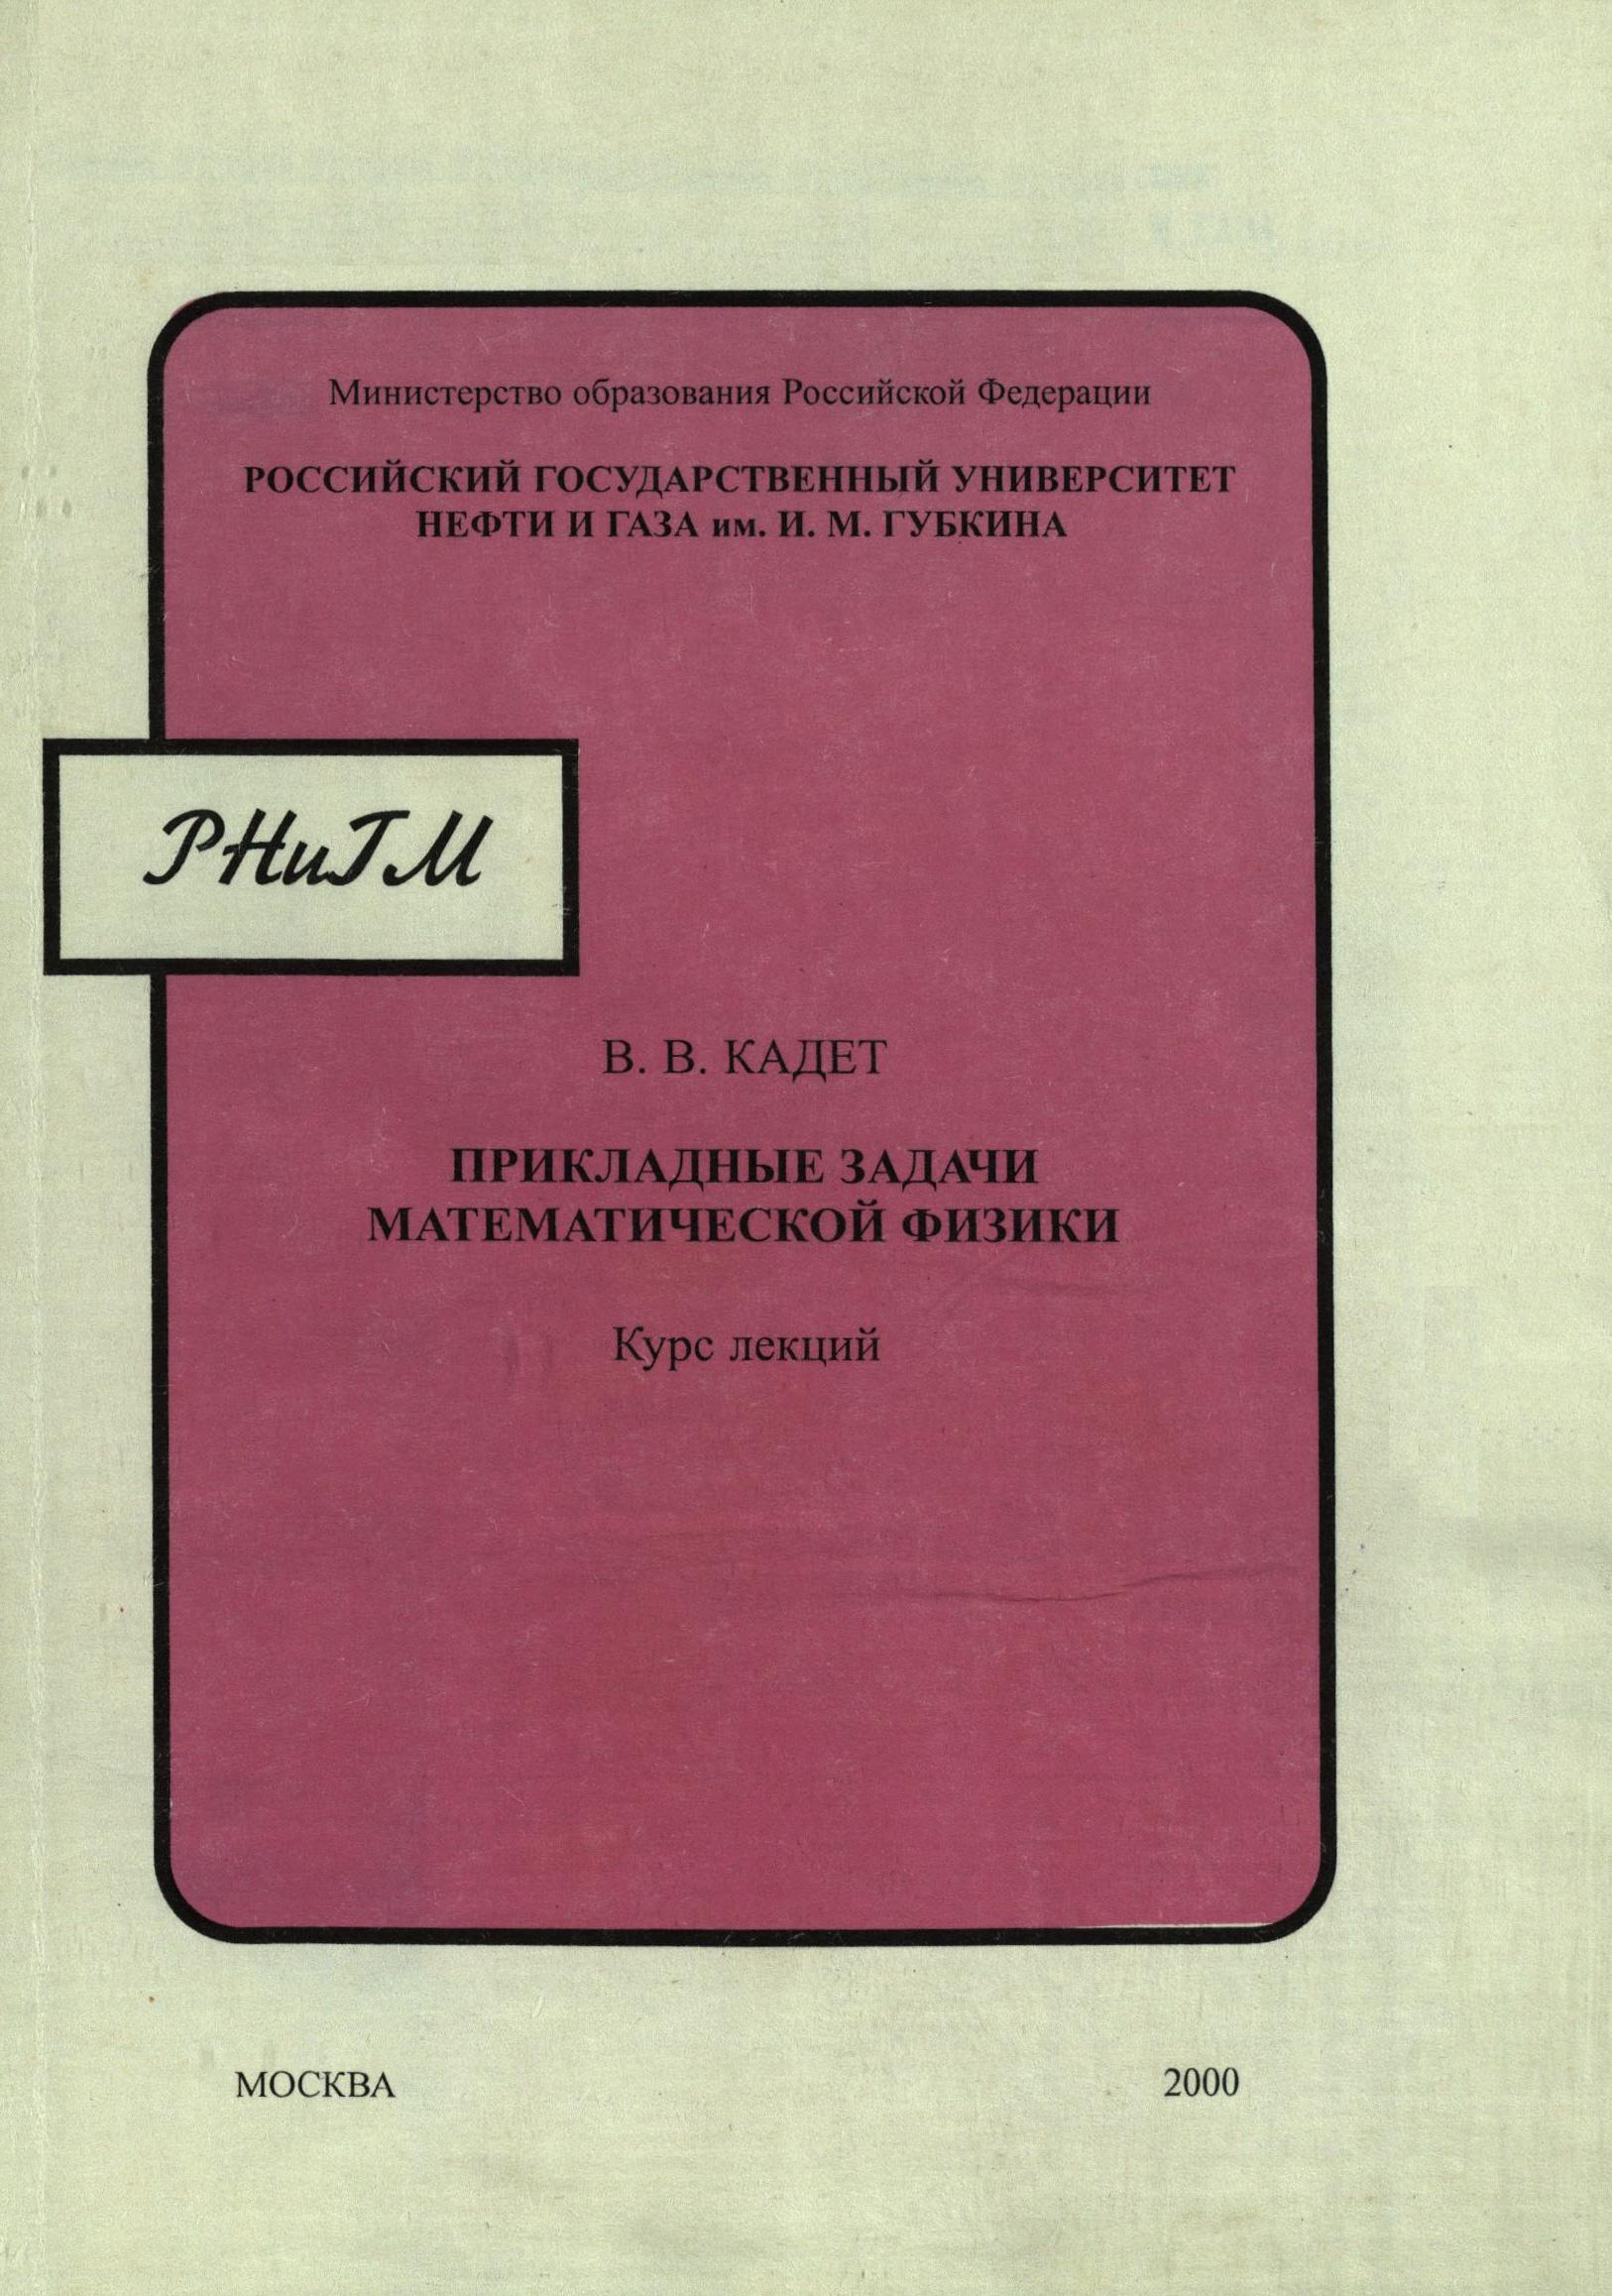 Министерство образования Российской Федерации
РОССИЙСКИЙ ГОСУДАРСТВЕННЫЙ УНИВЕРСИТЕТ
НЕФТИ И ГАЗА им. И. М. ГУБКИНА
РНиГМ
В. В. КАДЕТ
ПРИКЛАДНЫЕ ЗАДАЧИ
МАТЕМАТИЧЕСКОЙ ФИЗИКИ
Курс лекций
МОСКВА
2000